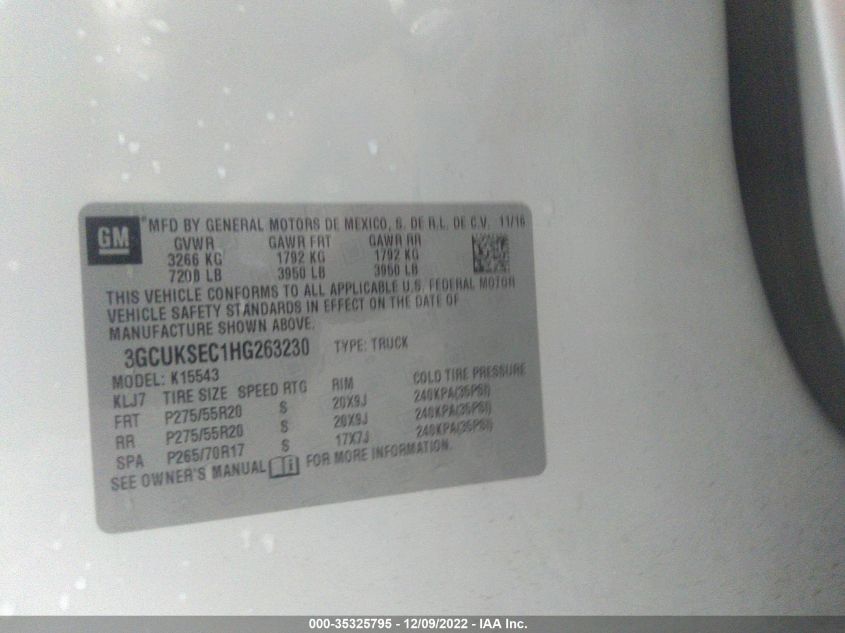 GM
MFD BY GENERAL MOTORS DE MEXICO, S. DE R.L. DE C.V. 11/16
GVWR GAWR FRT GAWR RR
3266 KG 1792 KG 1792 KG
7200 LB 3950 LB 3950 LB
THIS VEHICLE CONFORMS TO ALL APPLICABLE U.S. FEDERAL MOTOR
VEHICLE SAFETY STANDARDS IN EFFECT ON THE DATE OF
MANUFACTURE SHOWN ABOVE.
3GCUKSEC1HG263230 TYPE: TRUCK
MODEL: K15543
KLJ7 TIRE SIZE SPEED RTG RIM COLD TIRE PRESSURE
FRT P275/55R20 S 20X9J 240KPA(35PSI)
RR P275/55R20 S 20X9J 240KPA(35PSI)
SPA P265/70R17 S 17X7J 240KPA(35PSI)
SEE OWNER'S MANUAL FOR MORE INFORMATION.
000-35325795 - 12/09/2022 - IAA Inc.